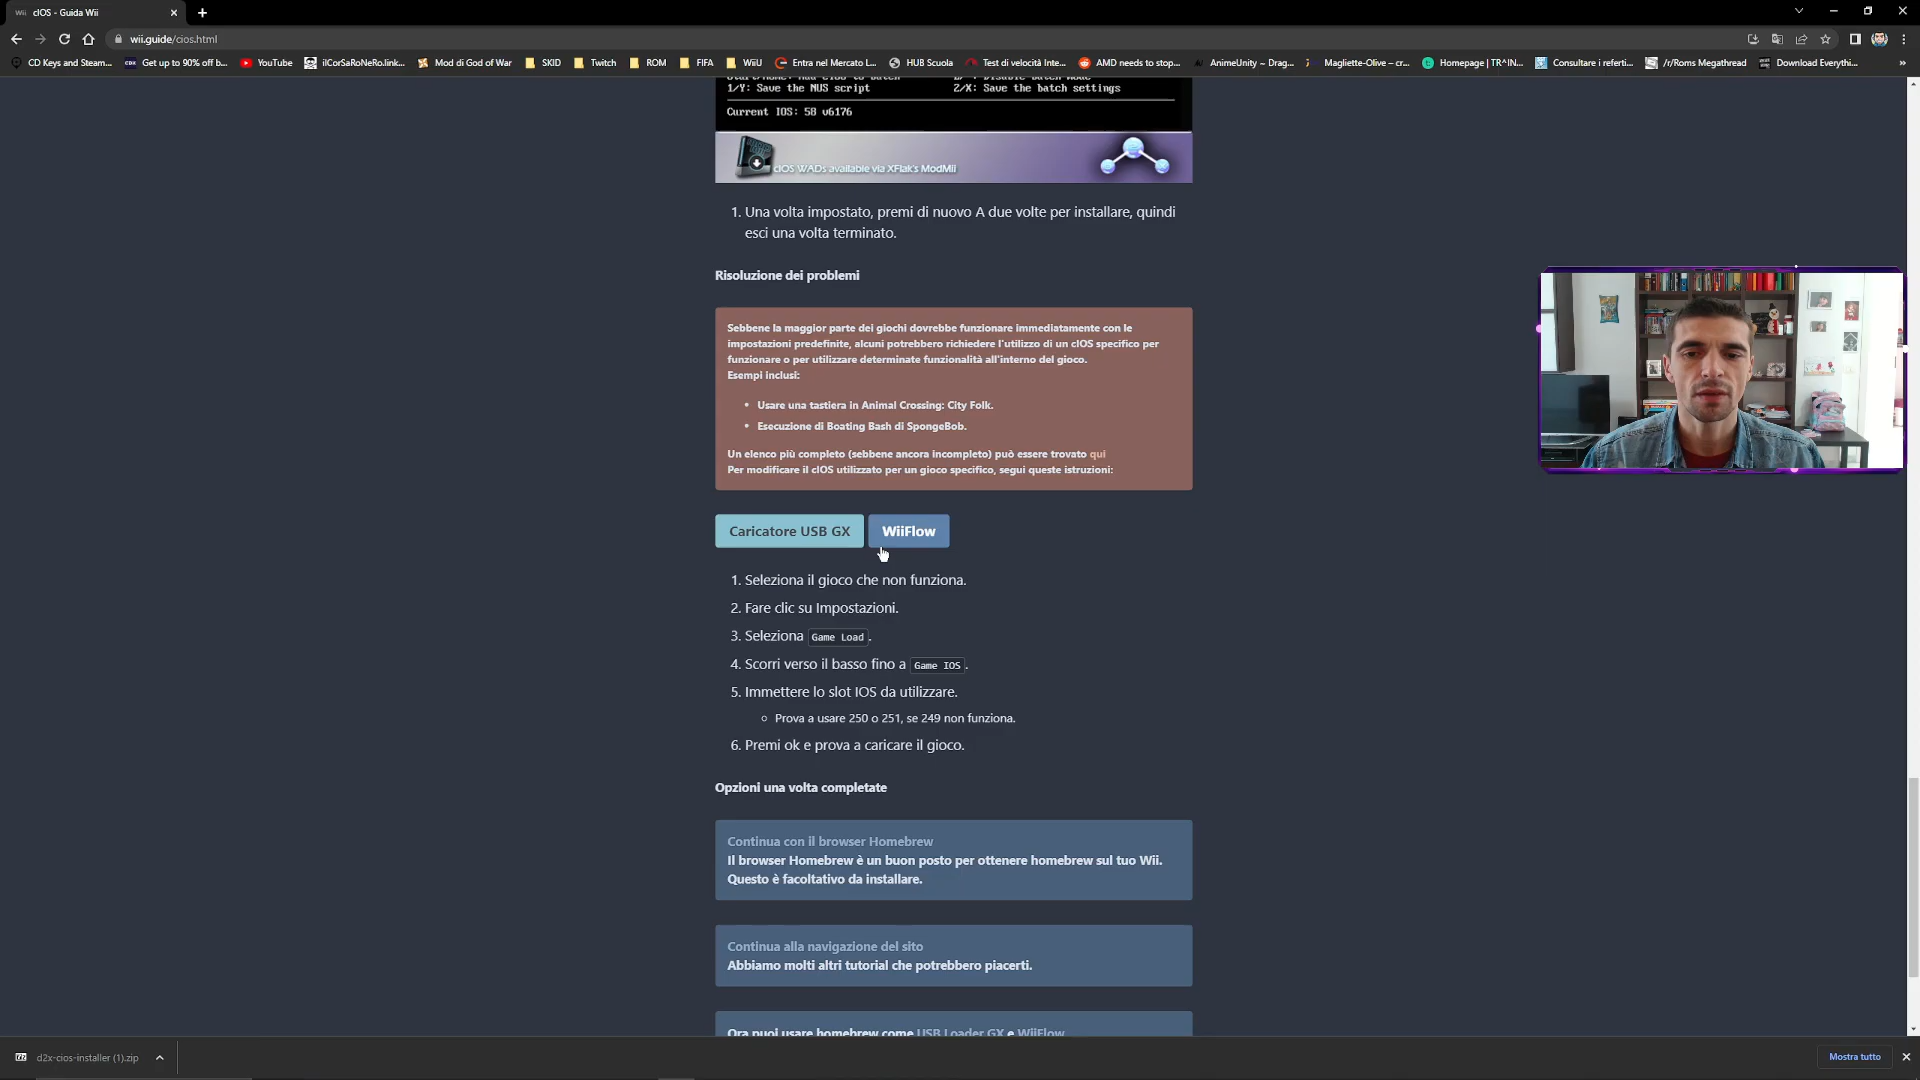 Wii cIOS - Guida Wii
wii.guide/cios.html
CD Keys and Steam...
Get up to 90% off b...
YouTube
ilCorSaRoNeRo.link...
Mod di God of War
SKID
Twitch
ROM
FIFA
WiiU
Entra nel Mercato L...
HUB Scuola
Test di velocità Inte...
AMD needs to stop...
AnimeUnity ~ Drag...
Magliette-Olive – cr...
Homepage | TR^IN...
Consultare i referti...
/r/Roms Megathread
Download Everythi...
»
1/Y: Save the NUS script 2/X: Save the batch settings
Current IOS: 58 v6176
cIOS WADs available via XFlak's ModMii
1. Una volta impostato, premi di nuovo A due volte per installare, quindi
esci una volta terminato.
Risoluzione dei problemi
Sebbene la maggior parte dei giochi dovrebbe funzionare immediatamente con le
impostazioni predefinite, alcuni potrebbero richiedere l'utilizzo di un cIOS specifico per
funzionare o per utilizzare determinate funzionalità all'interno del gioco.
Esempi inclusi:
• Usare una tastiera in Animal Crossing: City Folk.
• Esecuzione di Boating Bash di SpongeBob.
Un elenco più completo (sebbene ancora incompleto) può essere trovato qui
Per modificare il cIOS utilizzato per un gioco specifico, segui queste istruzioni:
Caricatore USB GX
WiiFlow
1. Seleziona il gioco che non funziona.
2. Fare clic su Impostazioni.
3. Seleziona Game Load.
4. Scorri verso il basso fino a Game IOS.
5. Immettere lo slot IOS da utilizzare.
Prova a usare 250 o 251, se 249 non funziona.
6. Premi ok e prova a caricare il gioco.
Opzioni una volta completate
Continua con il browser Homebrew
Il browser Homebrew è un buon posto per ottenere homebrew sul tuo Wii.
Questo è facoltativo da installare.
Continua alla navigazione del sito
Abbiamo molti altri tutorial che potrebbero piacerti.
Ora puoi usare homebrew come USB Loader GX e WiiFlow
d2x-cios-installer (1).zip
Mostra tutto